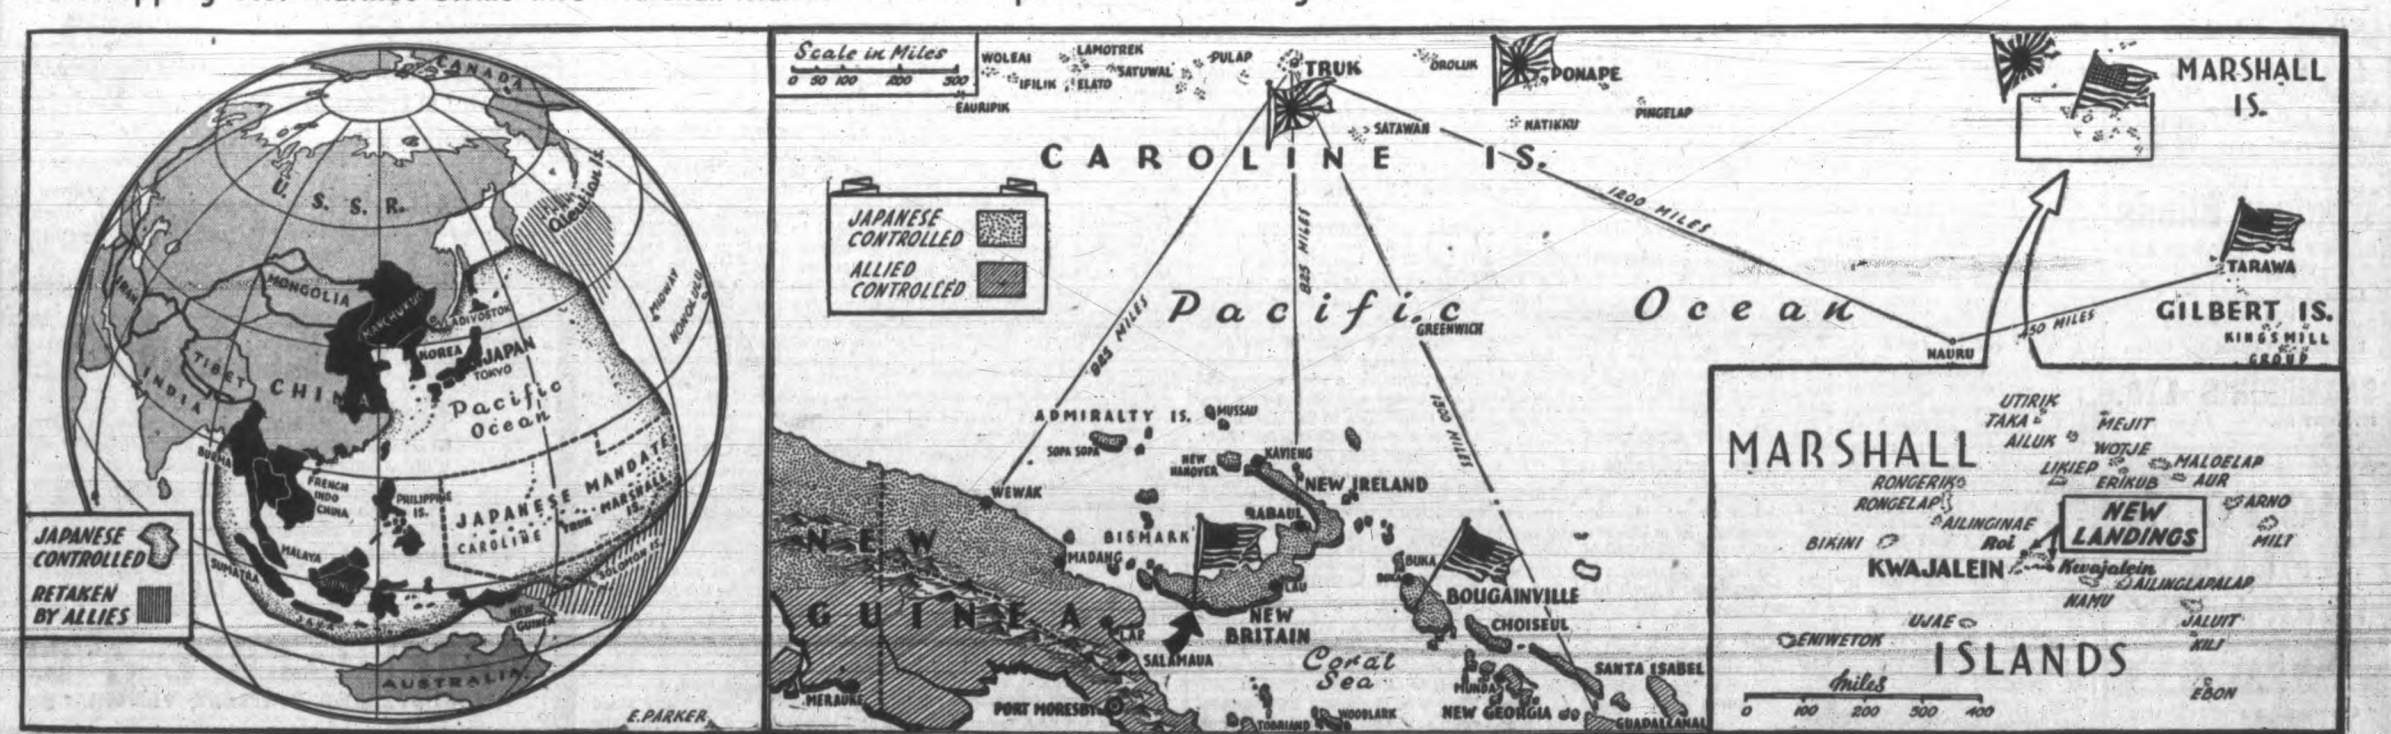 CANADA
U. S. S. R.
Aleutian Is.
MIDWAY
HONOLULU
IRAN
MONGOLIA
MANCHUKUO
VLADIVOSTOK
KOREA
JAPAN
TOKYO
TIBET
INDIA
CHINA
Pacific
Ocean
BURMA
FRENCH
INDO
CHINA
PHILIPPINE
IS.
JAPANESE MANDATE
CAROLINE
TRUK
MARSHALL
IS.
MALAYA
SUMATRA
JAVA
SOLOMON IS.
NEW
GUINEA
AUSTRALIA
JAPANESE
CONTROLLED
RETAKEN
BY ALLIES
E.PARKER
Scale in Miles
0 50 100 200 300
WOLEAI
IFILIK
EAURIPIK
LAMOTREK
SATUWAL
ELATO
PULAP
TRUK
OROLUK
PONAPE
SATAWAN
NATIKKU
PINGELAP
CAROLINE IS.
MARSHALL
IS.
JAPANESE
CONTROLLED
ALLIED
CONTROLLED
885 MILES
825 MILES
1300 MILES
1200 MILES
Pacific Ocean
GREENWICH
TARAWA
GILBERT IS.
KINGSMILL
GROUP
NAURU
ADMIRALTY IS.
MUSSAU
SOPA SOPA
NEW
HANOVER
KAVIENG
NEW IRELAND
WEWAK
RABAUL
BISMARK
MADANG
NEW
GUINEA
BUKA
BOUGAINVILLE
NEW
BRITAIN
CHOISEUL
SALAMAUA
Coral
Sea
SANTA ISABEL
MERAUKE
PORT MORESBY
MUNDA
NEW GEORGIA
TOBRIAND
WOODLARK
GUADALCANAL
MARSHALL
ISLANDS
UTIRIK
TAKA
AILUK
MEJIT
WOTJE
LIKIEP
MALOELAP
ERIKUB
AUR
RONGERIK
RONGELAP
AILINGINAE
NEW
LANDINGS
ARNO
MILI
BIKINI
Roi
KWAJALEIN
Kwajalein
AILINGLAPALAP
NAMU
UJAE
JALUIT
KILI
ENIWETOK
EBON
Miles
0 100 200 300 400